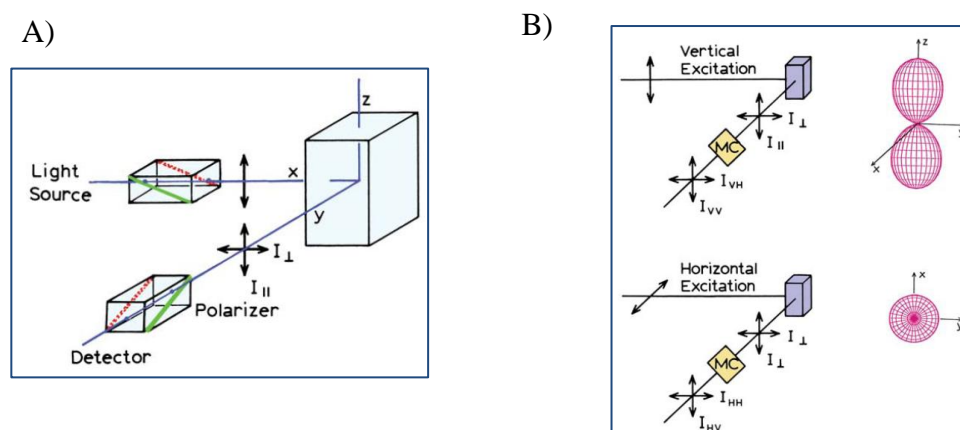 A)
z
Light
Source
x
y
I⊥
I||
Polarizer
Detector
B)
Vertical
Excitation
I⊥
I||
MC
IVH
IVV
z
x
Horizontal
Excitation
I⊥
I⊥
MC
IHH
IHV
x
y